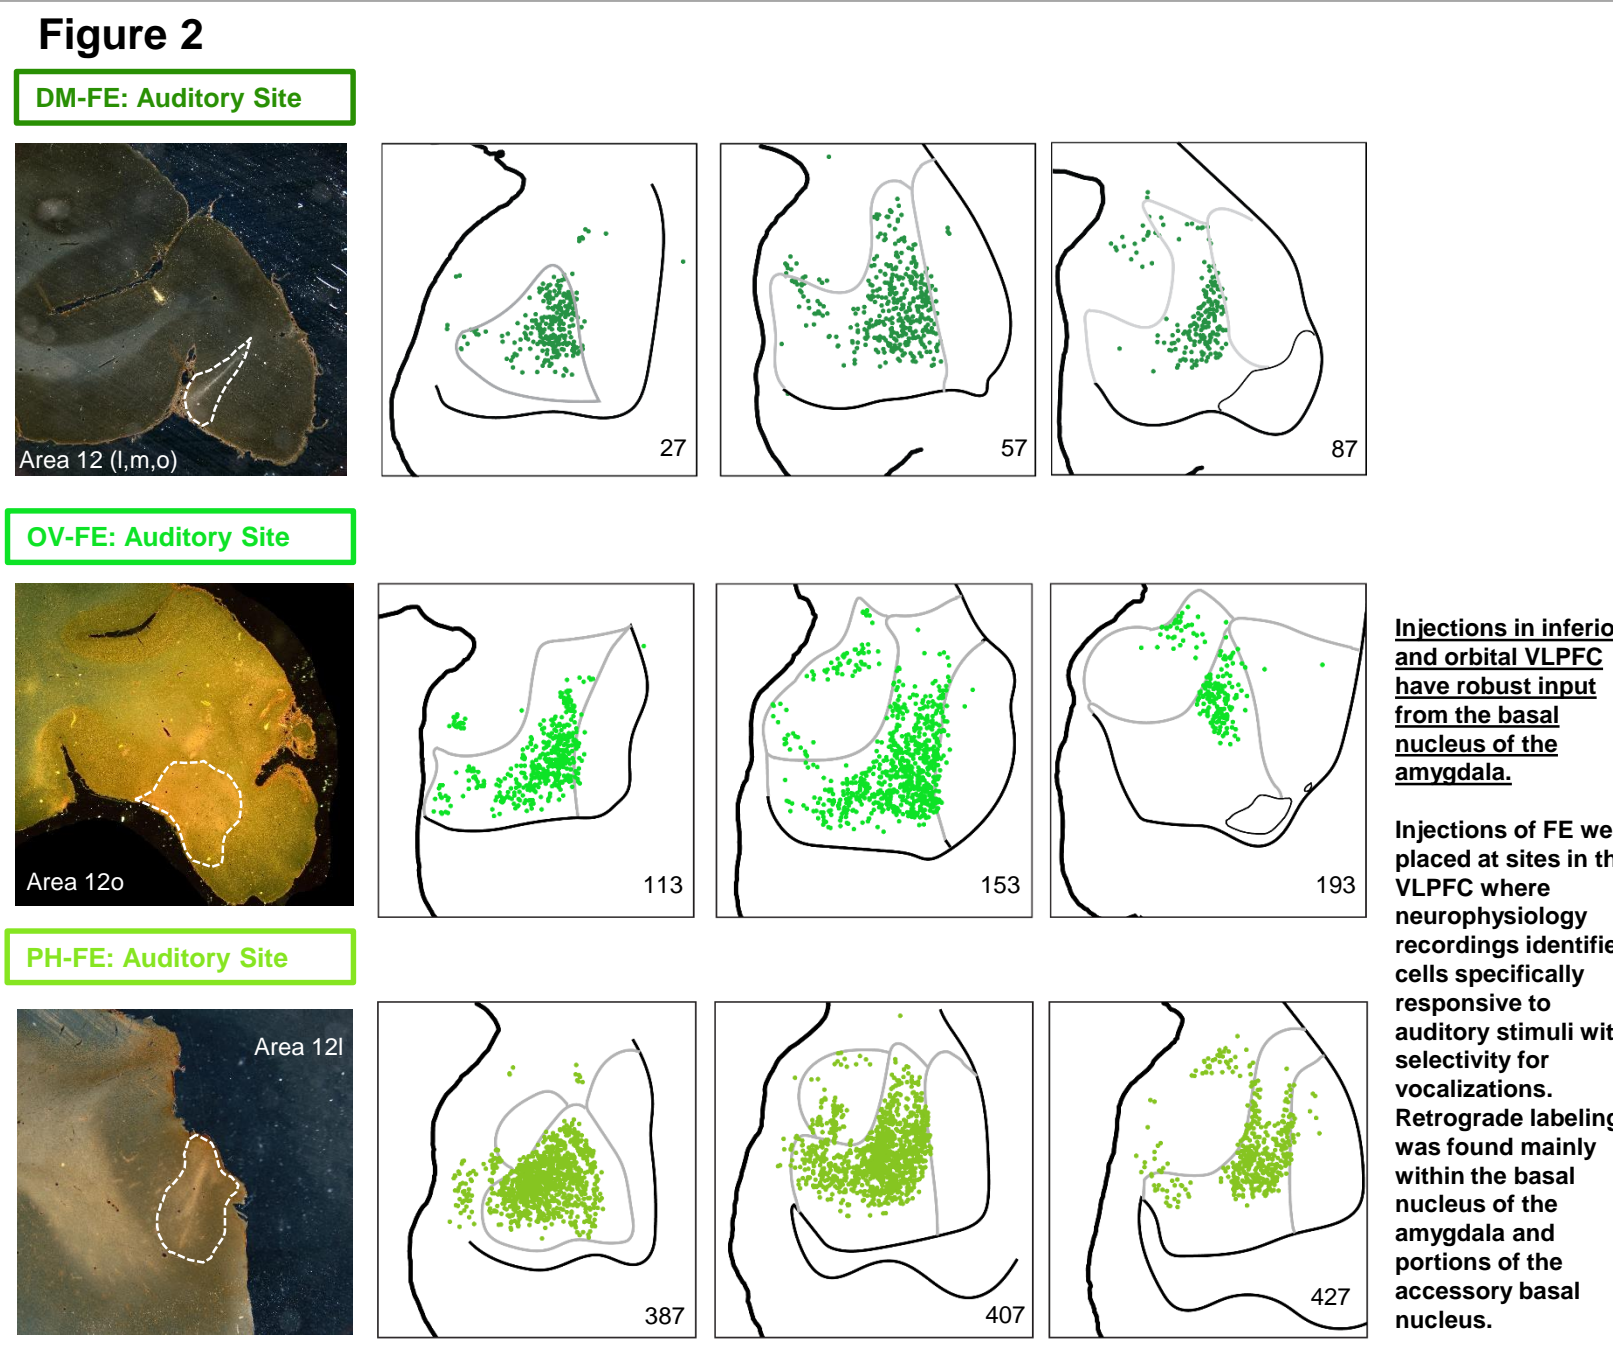 Figure 2
DM-FE: Auditory Site
Area 12 (l,m,o)
27
57
87
OV-FE: Auditory Site
Area 12o
113
153
193
PH-FE: Auditory Site
Area 12l
387
407
427
Injections in inferio
and orbital VLPFC
have robust input
from the basal
nucleus of the
amygdala.
Injections of FE we
placed at sites in th
VLPFC where
neurophysiology
recordings identifie
cells specifically
responsive to
auditory stimuli wit
selectivity for
vocalizations.
Retrograde labeling
was found mainly
within the basal
nucleus of the
amygdala and
portions of the
accessory basal
nucleus.